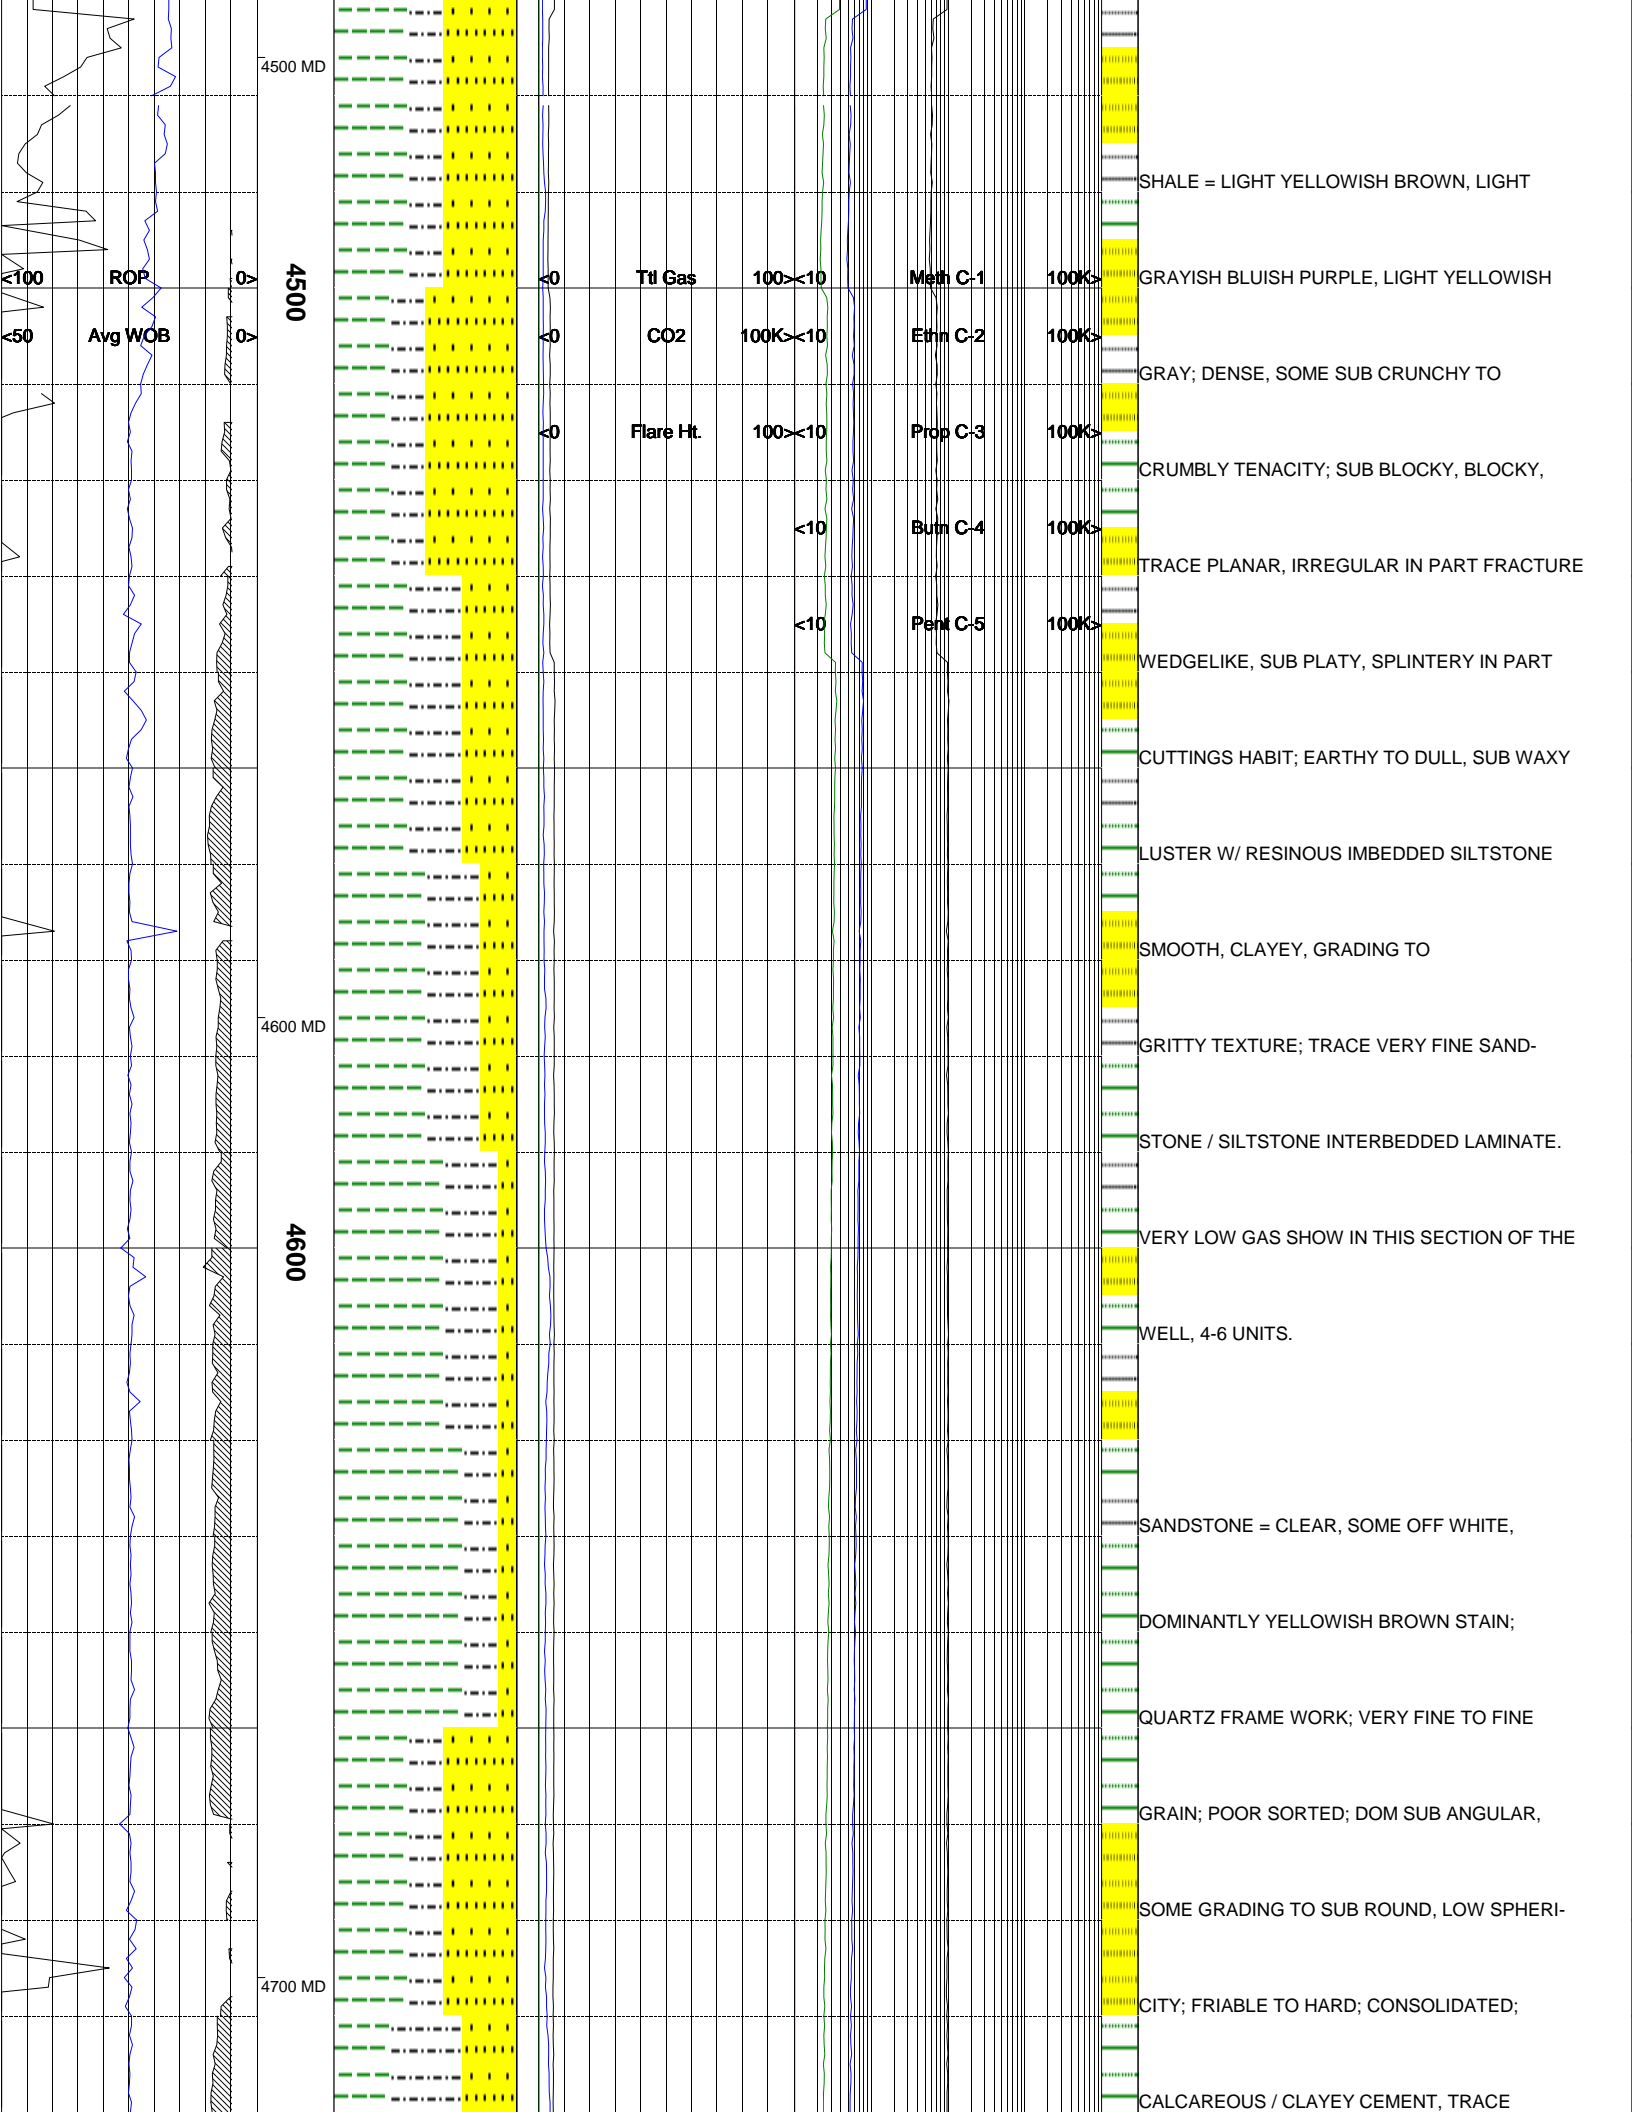 4500 MD
SHALE = LIGHT YELLOWISH BROWN, LIGHT
<100 ROP 0>
4500
<0 Ttl Gas 100>
<10 Meth C-1 100K>
GRAYISH BLUISH PURPLE, LIGHT YELLOWISH
<50 Avg WOB 0>
<0 CO2 100K>
<10 Ethn C-2 100K>
GRAY; DENSE, SOME SUB CRUNCHY TO
<0 Flare Ht. 100>
<10 Prop C-3 100K>
CRUMBLY TENACITY; SUB BLOCKY, BLOCKY,
<10 Butn C-4 100K>
TRACE PLANAR, IRREGULAR IN PART FRACTURE
<10 Pent C-5 100K>
WEDGELIKE, SUB PLATY, SPLINTERY IN PART
CUTTINGS HABIT; EARTHY TO DULL, SUB WAXY
LUSTER W/ RESINOUS IMBEDDED SILTSTONE
SMOOTH, CLAYEY, GRADING TO
4600 MD
GRITTY TEXTURE; TRACE VERY FINE SAND-
STONE / SILTSTONE INTERBEDDED LAMINATE.
4600
VERY LOW GAS SHOW IN THIS SECTION OF THE
WELL, 4-6 UNITS.
SANDSTONE = CLEAR, SOME OFF WHITE,
DOMINANTLY YELLOWISH BROWN STAIN;
QUARTZ FRAME WORK; VERY FINE TO FINE
GRAIN; POOR SORTED; DOM SUB ANGULAR,
SOME GRADING TO SUB ROUND, LOW SPHERI-
4700 MD
CITY; FRIABLE TO HARD; CONSOLIDATED;
CALCAREOUS / CLAYEY CEMENT, TRACE